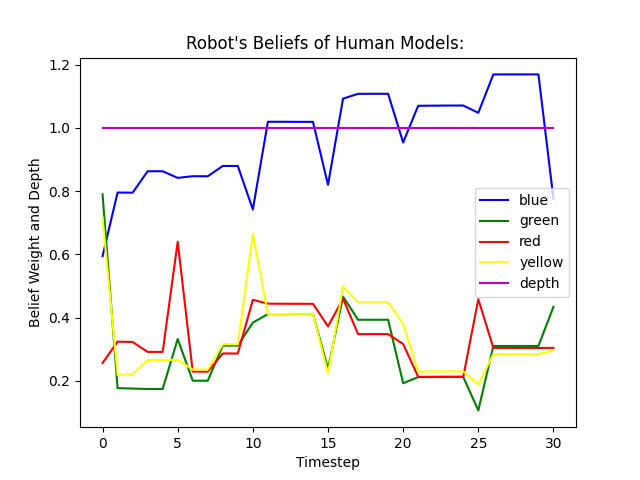 Robot's Beliefs of Human Models:
Belief Weight and Depth
1.2
1.0
0.8
0.6
0.4
0.2
blue
green
red
yellow
depth
0 5 10 15 20 25 30
Timestep